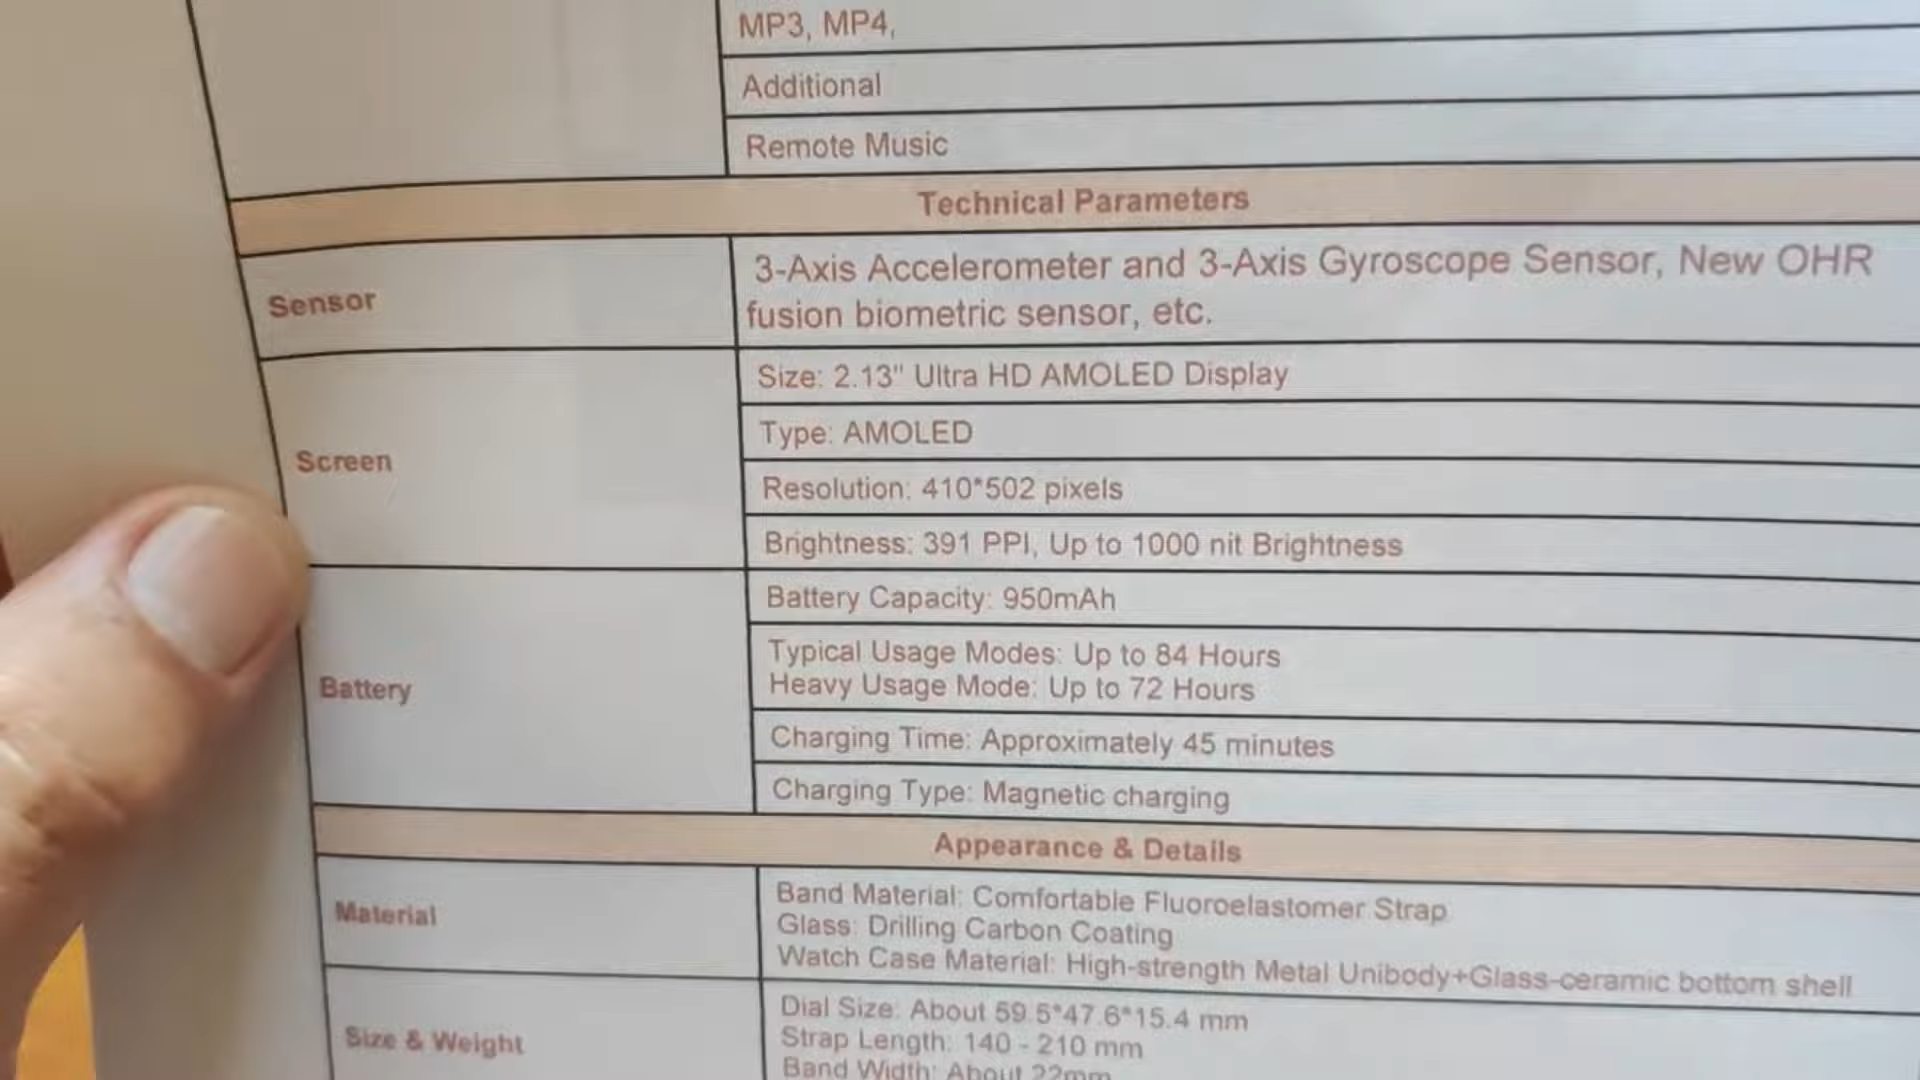 MP3, MP4,
Additional
Remote Music
Technical Parameters
Sensor
3-Axis Accelerometer and 3-Axis Gyroscope Sensor, New OHR
fusion biometric sensor, etc.
Screen
Size: 2.13" Ultra HD AMOLED Display
Type: AMOLED
Resolution: 410*502 pixels
Brightness: 391 PPI, Up to 1000 nit Brightness
Battery
Battery Capacity: 950mAh
Typical Usage Modes: Up to 84 Hours
Heavy Usage Mode: Up to 72 Hours
Charging Time: Approximately 45 minutes
Charging Type: Magnetic charging
Appearance & Details
Material
Band Material: Comfortable Fluoroelastomer Strap
Glass: Drilling Carbon Coating
Watch Case Material: High-strength Metal Unibody+Glass-ceramic bottom shell
Size & Weight
Dial Size: About 59.5*47.6*15.4 mm
Strap Length: 140 - 210 mm
Band Width: About 22mm